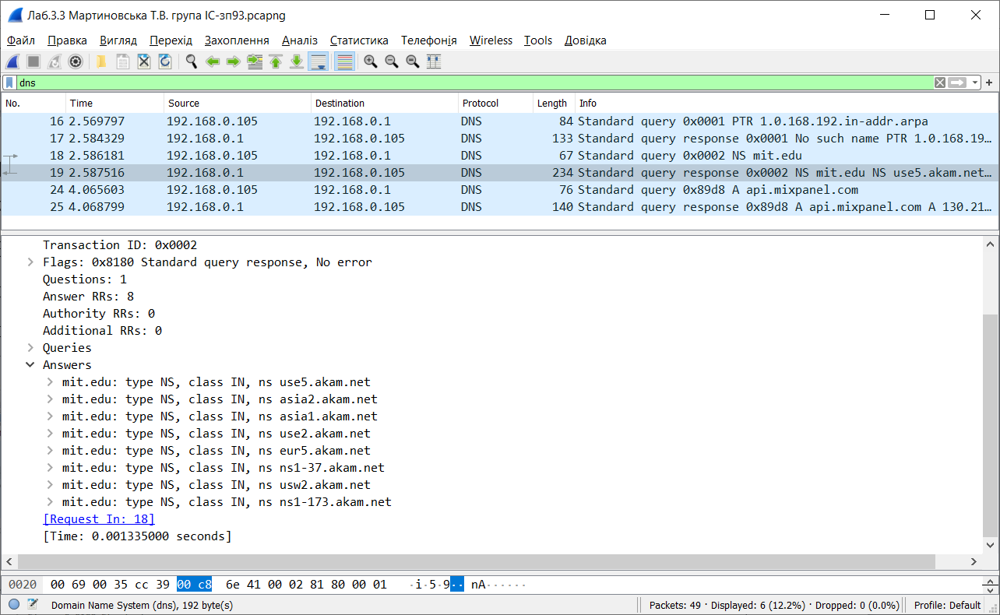 Лаб.3.3 Мартиновська Т.В. група ІС-зп93.pcapng
Файл Правка Вигляд Перехід Захоплення Аналіз Статистика Телефонія Wireless Tools Довідка
dns
No. Time Source Destination Protocol Length Info
16 2.569797 192.168.0.105 192.168.0.1 DNS 84 Standard query 0x0001 PTR 1.0.168.192.in-addr.arpa
17 2.584329 192.168.0.1 192.168.0.105 DNS 133 Standard query response 0x0001 No such name PTR 1.0.168.19…
18 2.586181 192.168.0.105 192.168.0.1 DNS 67 Standard query 0x0002 NS mit.edu
19 2.587516 192.168.0.1 192.168.0.105 DNS 234 Standard query response 0x0002 NS mit.edu NS use5.akam.net…
24 4.065603 192.168.0.105 192.168.0.1 DNS 76 Standard query 0x89d8 A api.mixpanel.com
25 4.068799 192.168.0.1 192.168.0.105 DNS 140 Standard query response 0x89d8 A api.mixpanel.com A 130.21…
Transaction ID: 0x0002
Flags: 0x8180 Standard query response, No error
Questions: 1
Answer RRs: 8
Authority RRs: 0
Additional RRs: 0
Queries
Answers
mit.edu: type NS, class IN, ns use5.akam.net
mit.edu: type NS, class IN, ns asia2.akam.net
mit.edu: type NS, class IN, ns asia1.akam.net
mit.edu: type NS, class IN, ns use2.akam.net
mit.edu: type NS, class IN, ns eur5.akam.net
mit.edu: type NS, class IN, ns ns1-37.akam.net
mit.edu: type NS, class IN, ns usw2.akam.net
mit.edu: type NS, class IN, ns ns1-173.akam.net
[Request In: 18]
[Time: 0.001335000 seconds]
0020 00 69 00 35 cc 39 00 c8 6e 41 00 02 81 80 00 01 ·i·5·9·· nA······
Domain Name System (dns), 192 byte(s) Packets: 49 · Displayed: 6 (12.2%) · Dropped: 0 (0.0%) Profile: Default